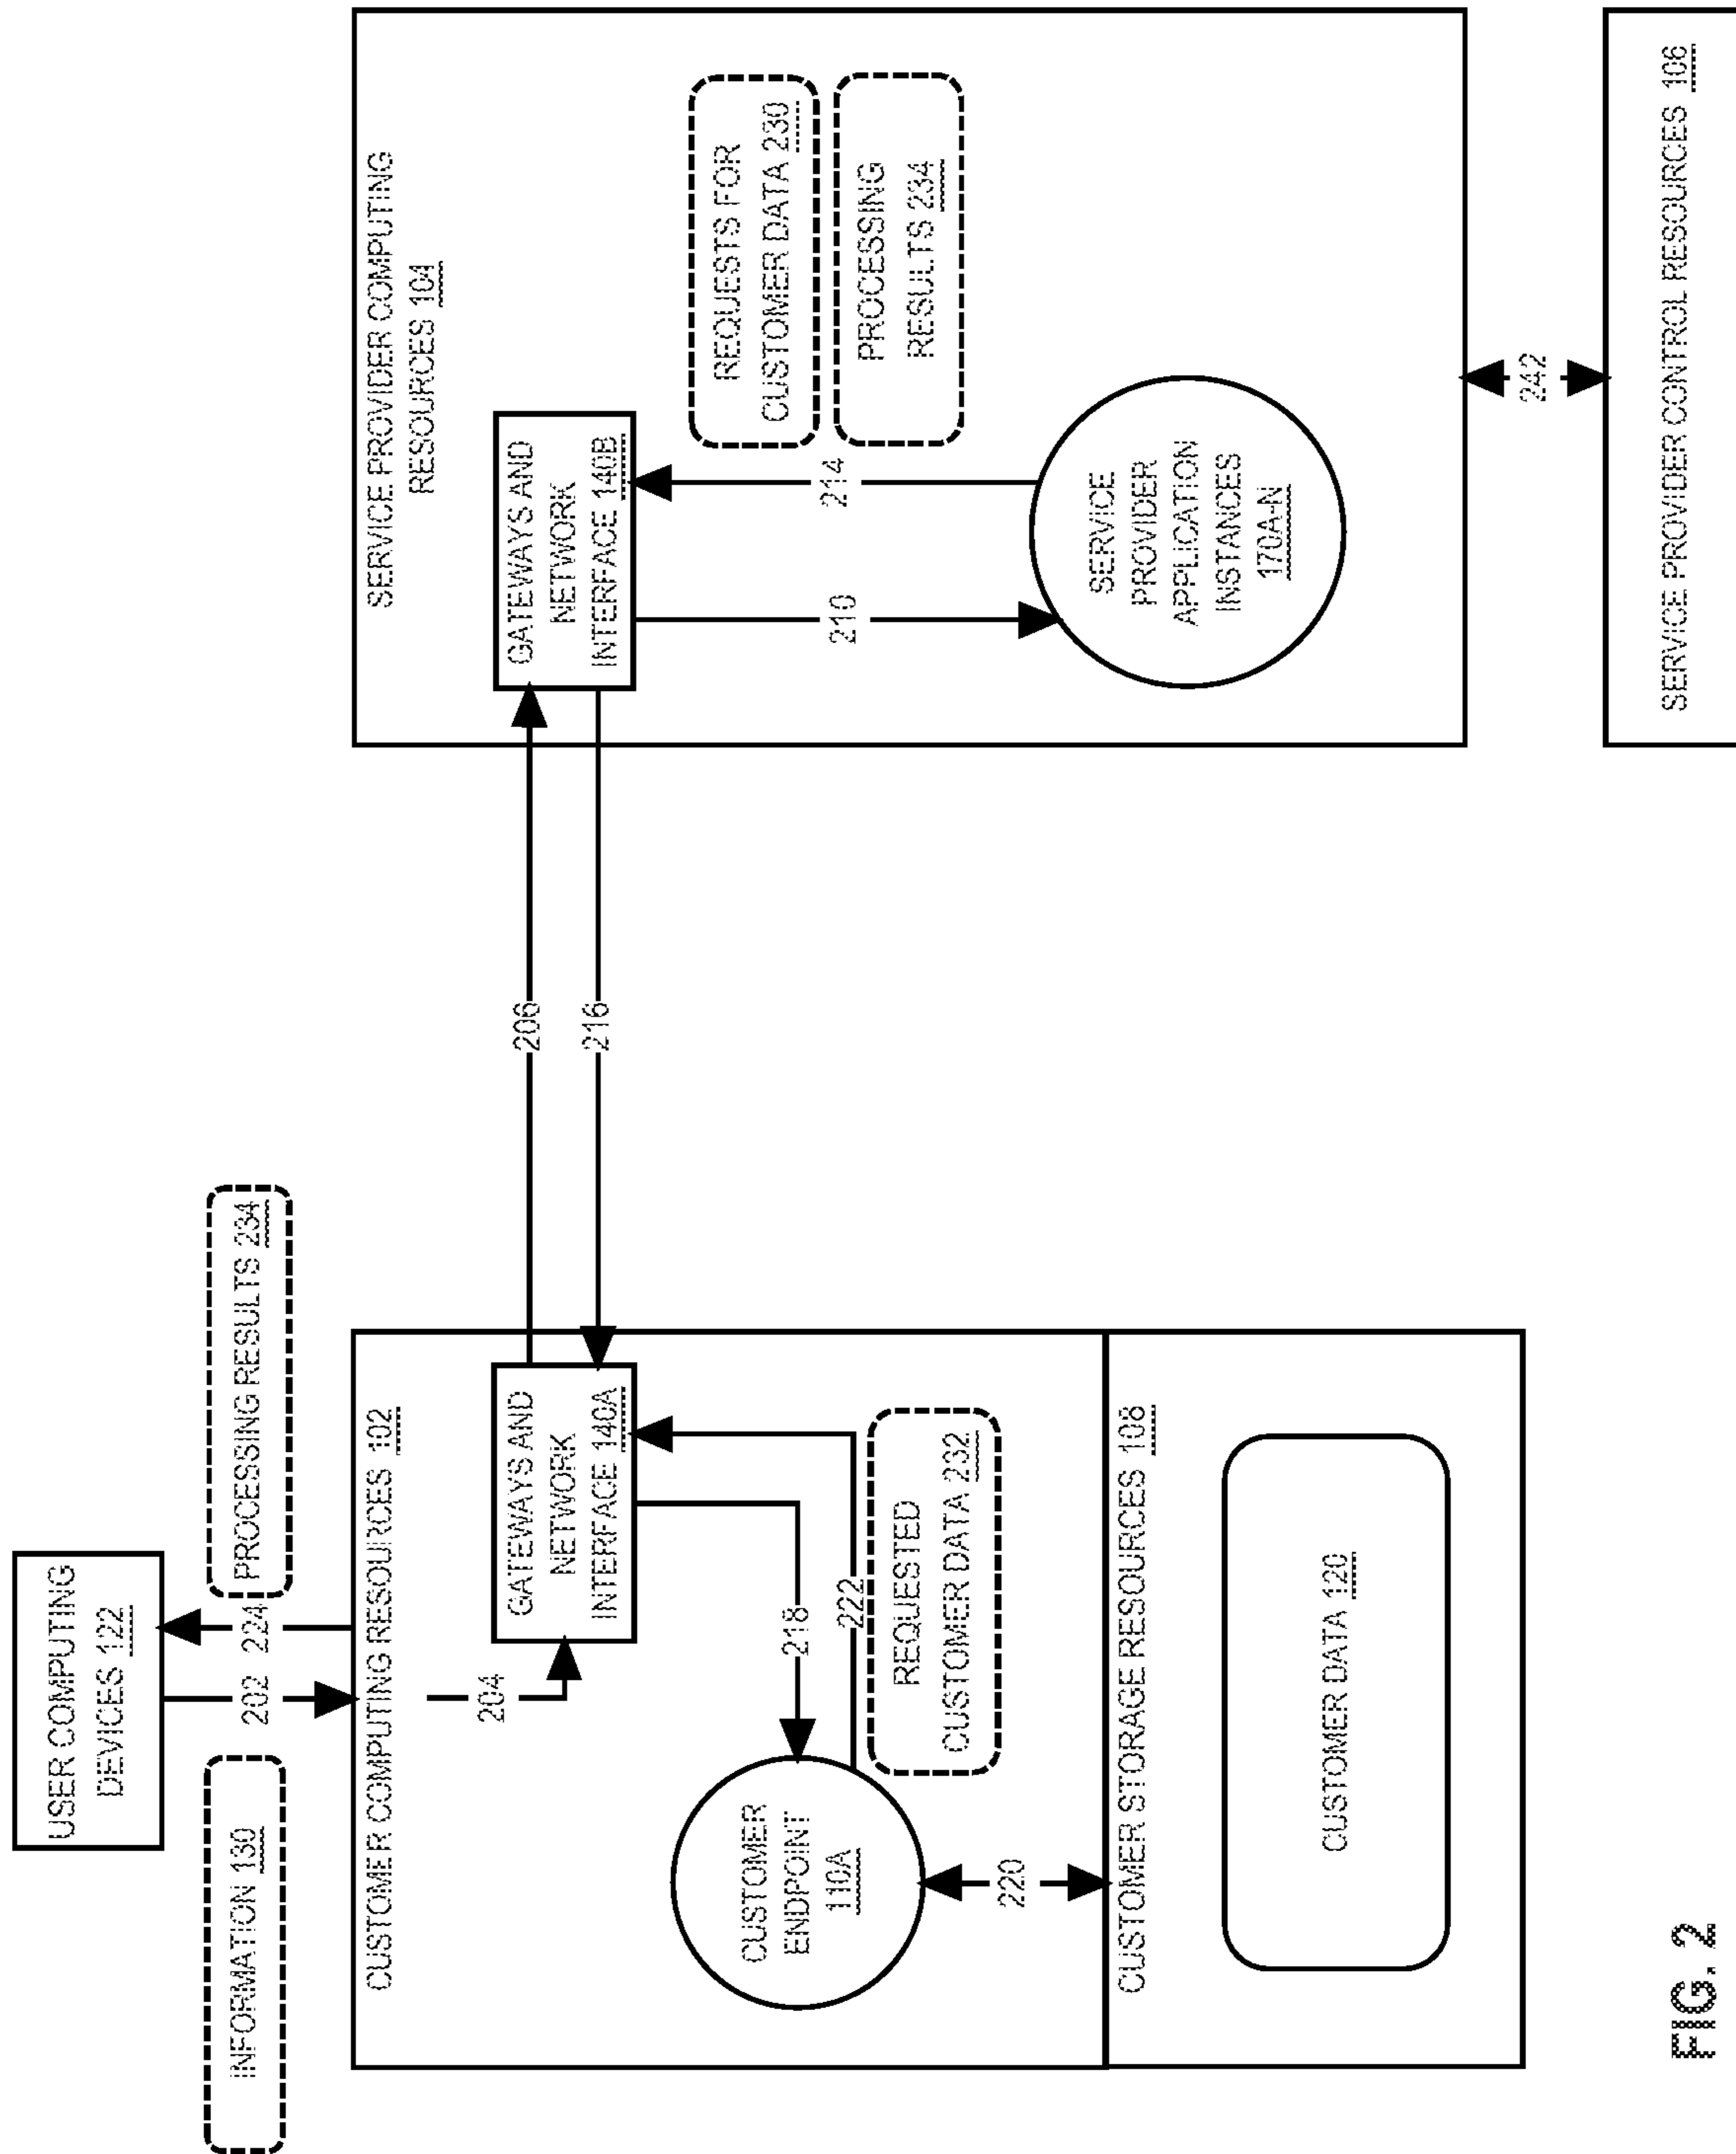 USER COMPUTING
DEVICES 122
INFORMATION 130
202
224
PROCESSING RESULTS 234
CUSTOMER COMPUTING RESOURCES 102
204
GATEWAYS AND
NETWORK
INTERFACE 140A
218
222
CUSTOMER
ENDPOINT
110A
REQUESTED
CUSTOMER DATA 232
220
CUSTOMER STORAGE RESOURCES 108
CUSTOMER DATA 120
206
216
SERVICE PROVIDER COMPUTING
RESOURCES 104
GATEWAYS AND
NETWORK
INTERFACE 140B
REQUESTS FOR
CUSTOMER DATA 230
PROCESSING
RESULTS 234
210
214
SERVICE
PROVIDER
APPLICATION
INSTANCES
170A-N
242
SERVICE PROVIDER CONTROL RESOURCES 106
FIG. 2